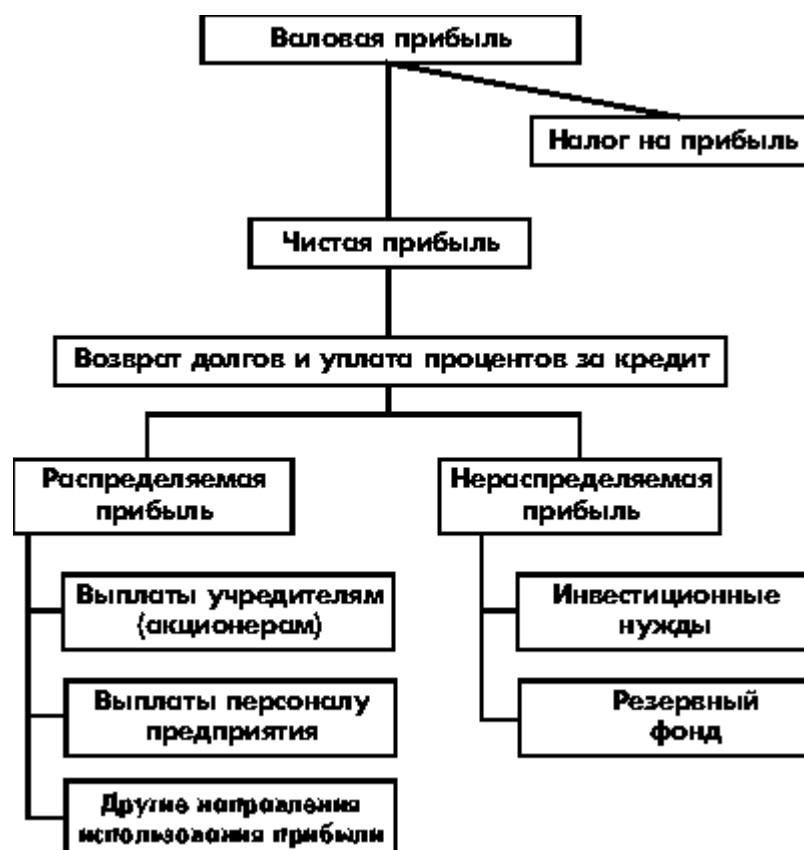 Валовая прибыль
Налог на прибыль
Чистая прибыль
Возврат долгов и уплата процентов за кредит
Распределяемая
прибыль
Нераспределяемая
прибыль
Выплаты учредителям
(акционерам)
Инвестиционные
нужды
Выплаты персоналу
предприятия
Резервный
фонд
Другие направления
использования прибыли